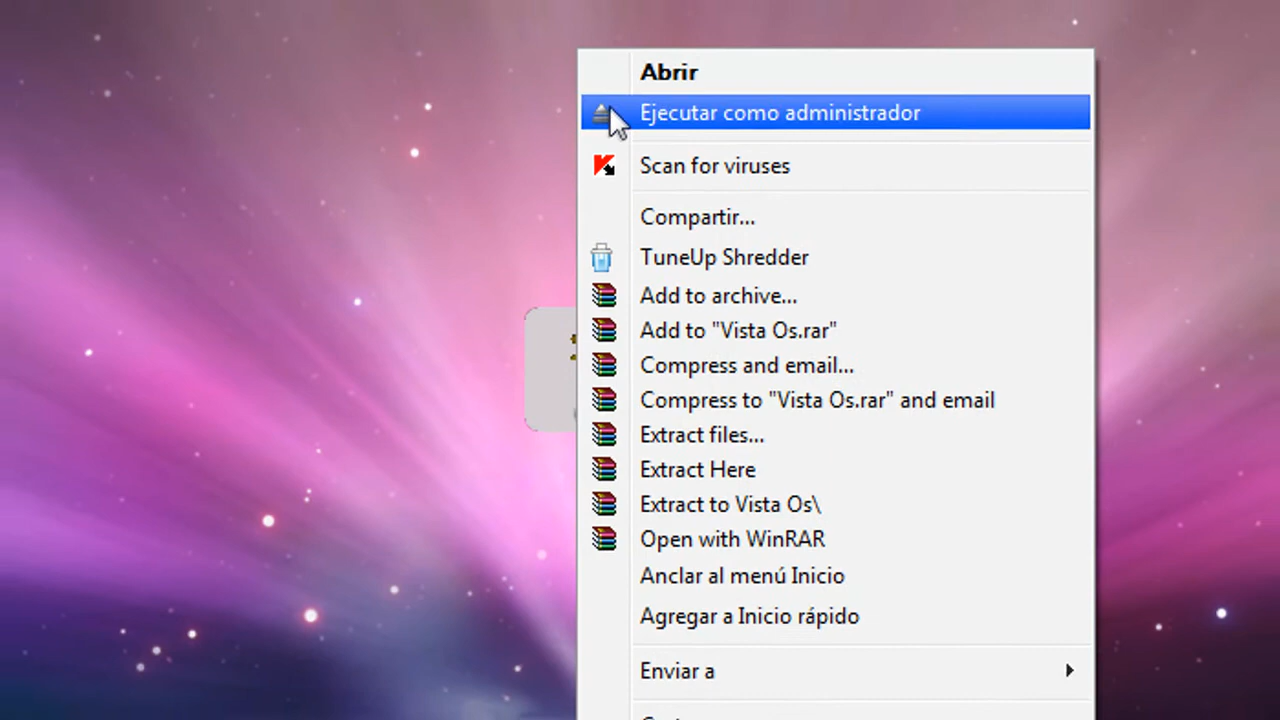 Abrir
Ejecutar como administrador
Scan for viruses
Compartir...
TuneUp Shredder
Add to archive...
Add to "Vista Os.rar"
Compress and email...
Compress to "Vista Os.rar" and email
Extract files...
Extract Here
Extract to Vista Os\
Open with WinRAR
Anclar al menú Inicio
Agregar a Inicio rápido
Enviar a